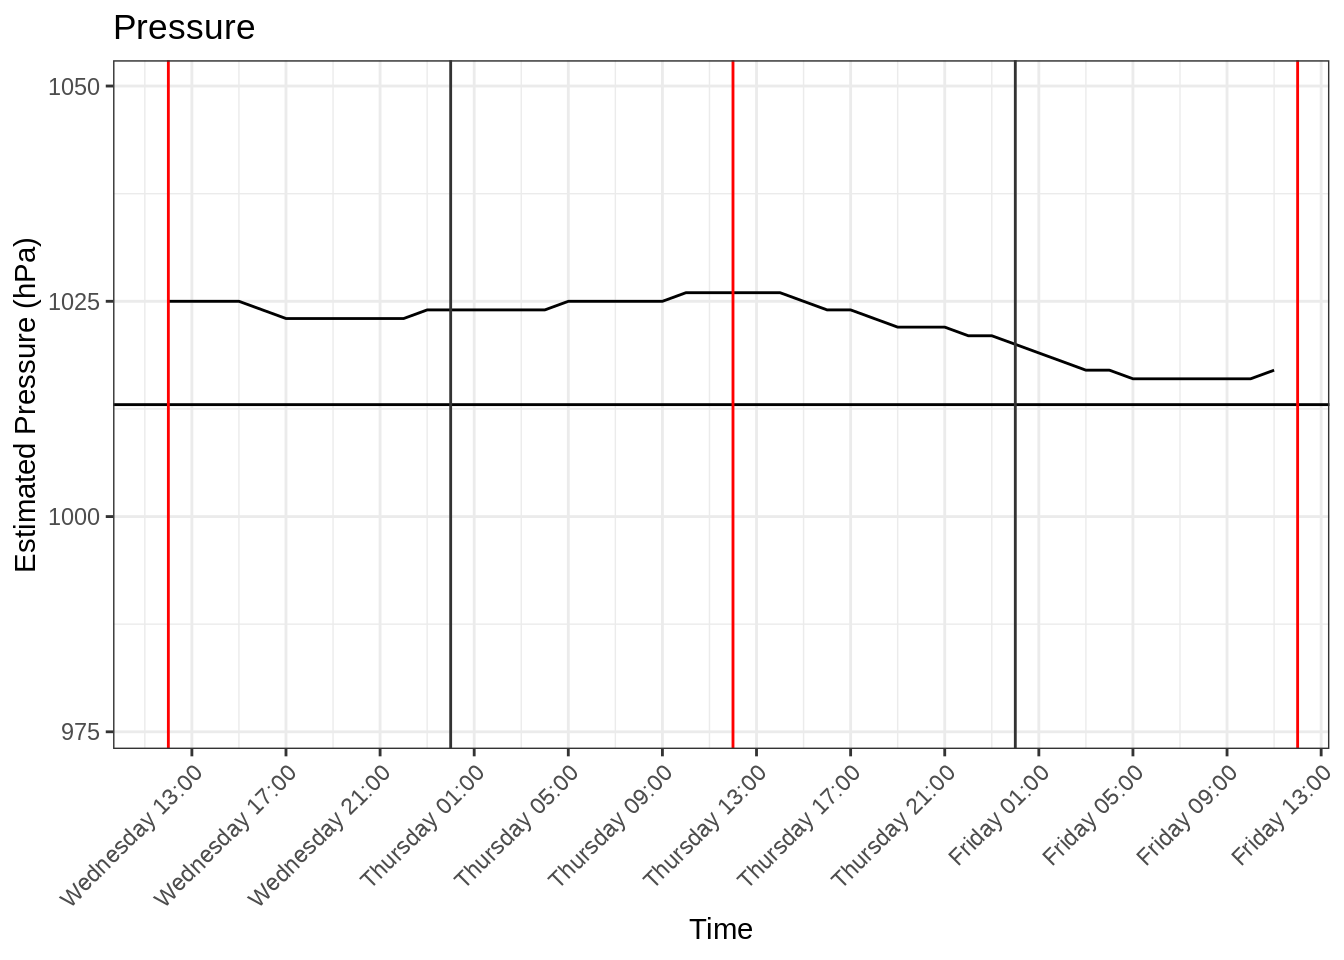 Pressure
Estimated Pressure (hPa)
1050
1025
1000
975
Wednesday 13:00
Wednesday 17:00
Wednesday 21:00
Thursday 01:00
Thursday 05:00
Thursday 09:00
Thursday 13:00
Thursday 17:00
Thursday 21:00
Friday 01:00
Friday 05:00
Friday 09:00
Friday 13:00
Time